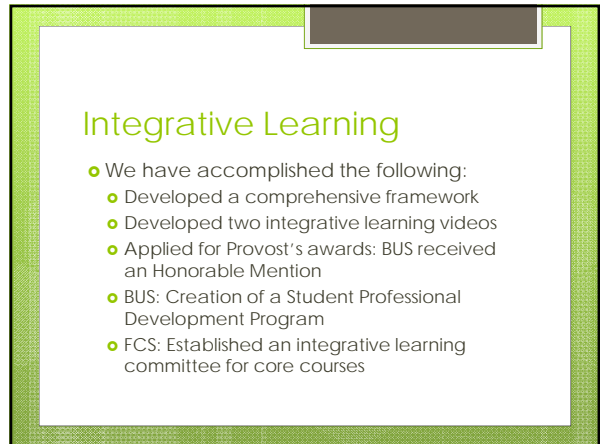 Integrative Learning
We have accomplished the following:
Developed a comprehensive framework
Developed two integrative learning videos
Applied for Provost's awards: BUS received
an Honorable Mention
BUS: Creation of a Student Professional
Development Program
FCS: Established an integrative learning
committee for core courses